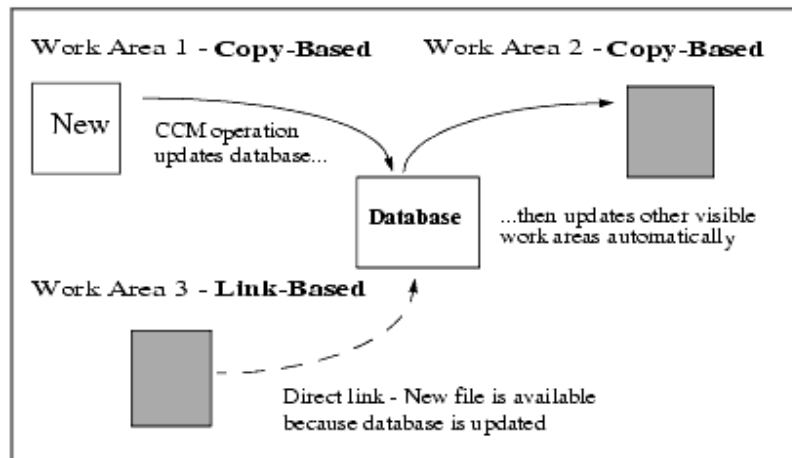 Work Area 1 - Copy-Based
Work Area 2 - Copy-Based
New
CCM operation
updates database...
Database
...then updates other visible
work areas automatically
Work Area 3 - Link-Based
Direct link - New file is available
because database is updated